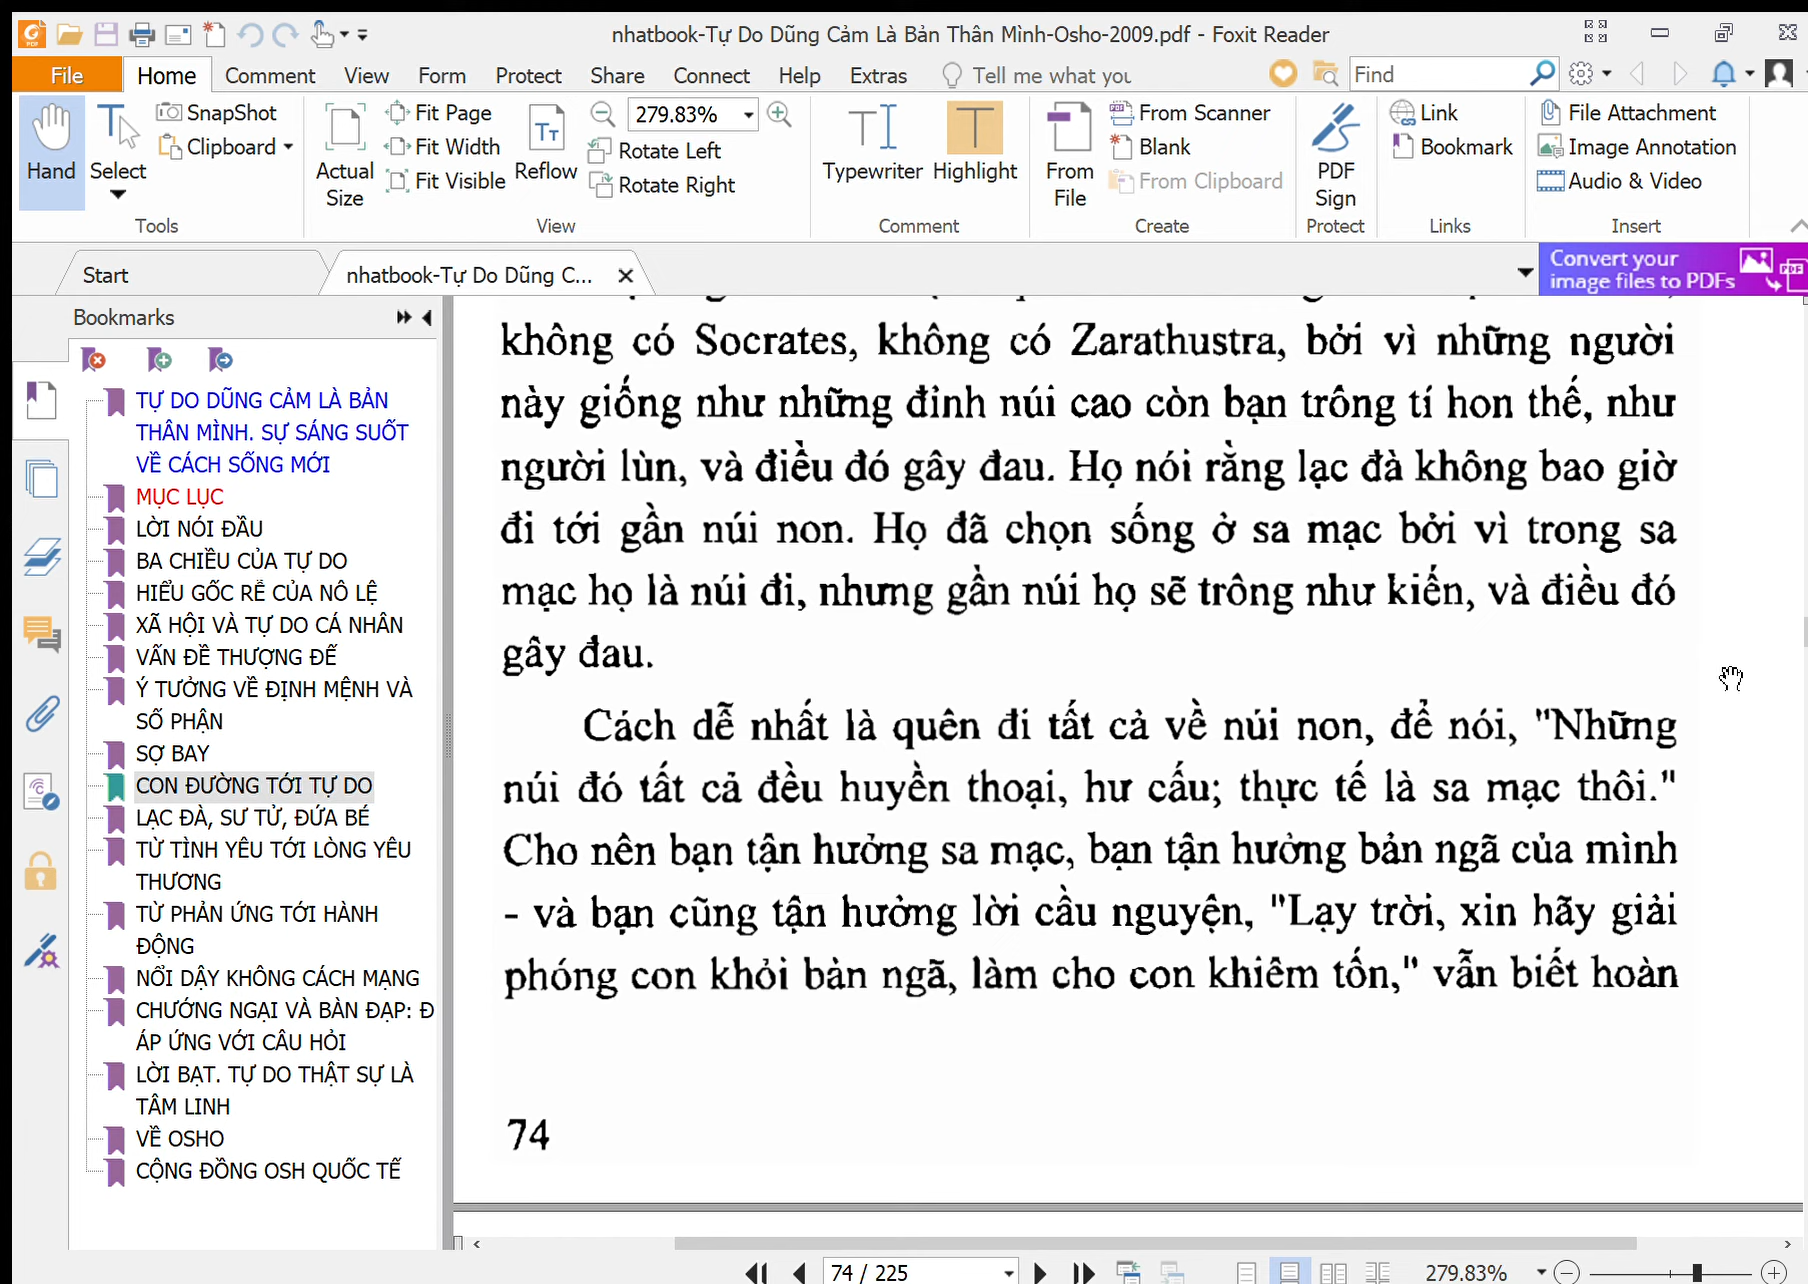 nhatbook-Tự Do Dũng Cảm Là Bản Thân Mình-Osho-2009.pdf - Foxit Reader
File Home Comment View Form Protect Share Connect Help Extras Tell me what you Find
Hand
Select
SnapShot
Clipboard
Tools
Actual Size
Fit Page
Fit Width
Fit Visible
Reflow
279.83%
Rotate Left
Rotate Right
View
Typewriter
Highlight
Comment
From File
From Scanner
Blank
From Clipboard
Create
PDF Sign
Protect
Link
Bookmark
Links
File Attachment
Image Annotation
Audio & Video
Insert
Start
nhatbook-Tự Do Dũng C...
Convert your
image files to PDFs
Bookmarks
TỰ DO DŨNG CẢM LÀ BẢN
THÂN MÌNH. SỰ SÁNG SUỐT
VỀ CÁCH SỐNG MỚI
MỤC LỤC
LỜI NÓI ĐẦU
BA CHIỀU CỦA TỰ DO
HIỂU GỐC RỄ CỦA NÔ LỆ
XÃ HỘI VÀ TỰ DO CÁ NHÂN
VẤN ĐỀ THƯỢNG ĐẾ
Ý TƯỞNG VỀ ĐỊNH MỆNH VÀ
SỐ PHẬN
SỢ BAY
CON ĐƯỜNG TỚI TỰ DO
LẠC ĐÀ, SƯ TỬ, ĐỨA BÉ
TỪ TÌNH YÊU TỚI LÒNG YÊU
THƯƠNG
TỪ PHẢN ỨNG TỚI HÀNH
ĐỘNG
NỔI DẬY KHÔNG CÁCH MẠNG
CHƯỚNG NGẠI VÀ BÀN ĐẠP: Đ
ÁP ỨNG VỚI CÂU HỎI
LỜI BẠT. TỰ DO THẬT SỰ LÀ
TÂM LINH
VỀ OSHO
CỘNG ĐỒNG OSH QUỐC TẾ
không có Socrates, không có Zarathustra, bởi vì những người
này giống như những đỉnh núi cao còn bạn trông tí hon thế, như
người lùn, và điều đó gây đau. Họ nói rằng lạc đà không bao giờ
đi tới gần núi non. Họ đã chọn sống ở sa mạc bởi vì trong sa
mạc họ là núi đi, nhưng gần núi họ sẽ trông như kiến, và điều đó
gây đau.
Cách dễ nhất là quên đi tất cả về núi non, để nói, "Những
núi đó tất cả đều huyền thoại, hư cấu; thực tế là sa mạc thôi."
Cho nên bạn tận hưởng sa mạc, bạn tận hưởng bản ngã của mình
- và bạn cũng tận hưởng lời cầu nguyện, "Lạy trời, xin hãy giải
phóng con khỏi bản ngã, làm cho con khiêm tốn," vẫn biết hoàn
74
74 / 225
279.83%